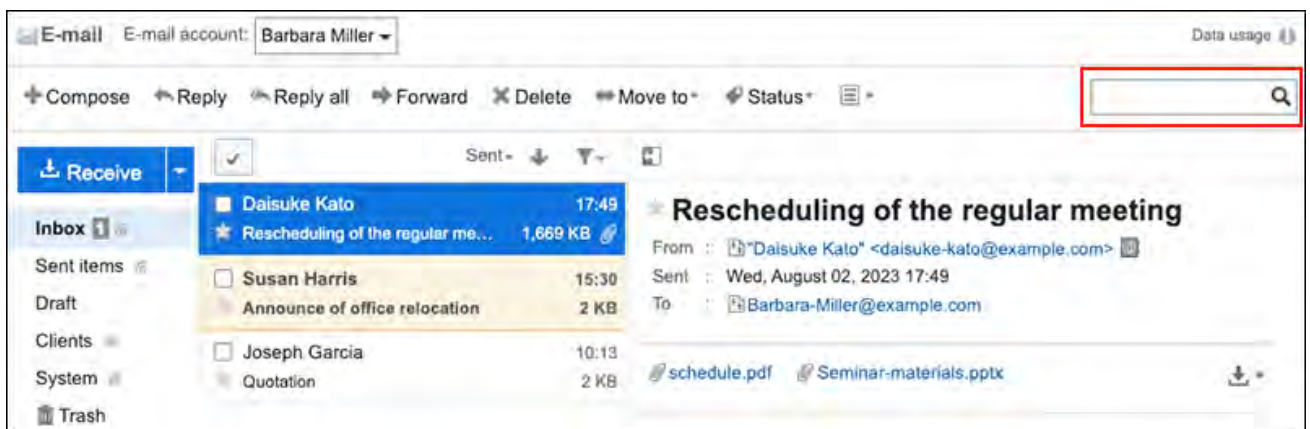 E-mail E-mail account: Barbara Miller Data usage
Compose Reply Reply all Forward Delete Move to Status
Receive
Inbox 1
Sent items
Draft
Clients
System
Trash
Sent
Daisuke Kato 17:49
Rescheduling of the regular me... 1,669 KB
Susan Harris 15:30
Announce of office relocation 2 KB
Joseph Garcia 10:13
Quotation 2 KB
Rescheduling of the regular meeting
From : "Daisuke Kato" <daisuke-kato@example.com>
Sent : Wed, August 02, 2023 17:49
To : Barbara-Miller@example.com
schedule.pdf Seminar-materials.pptx